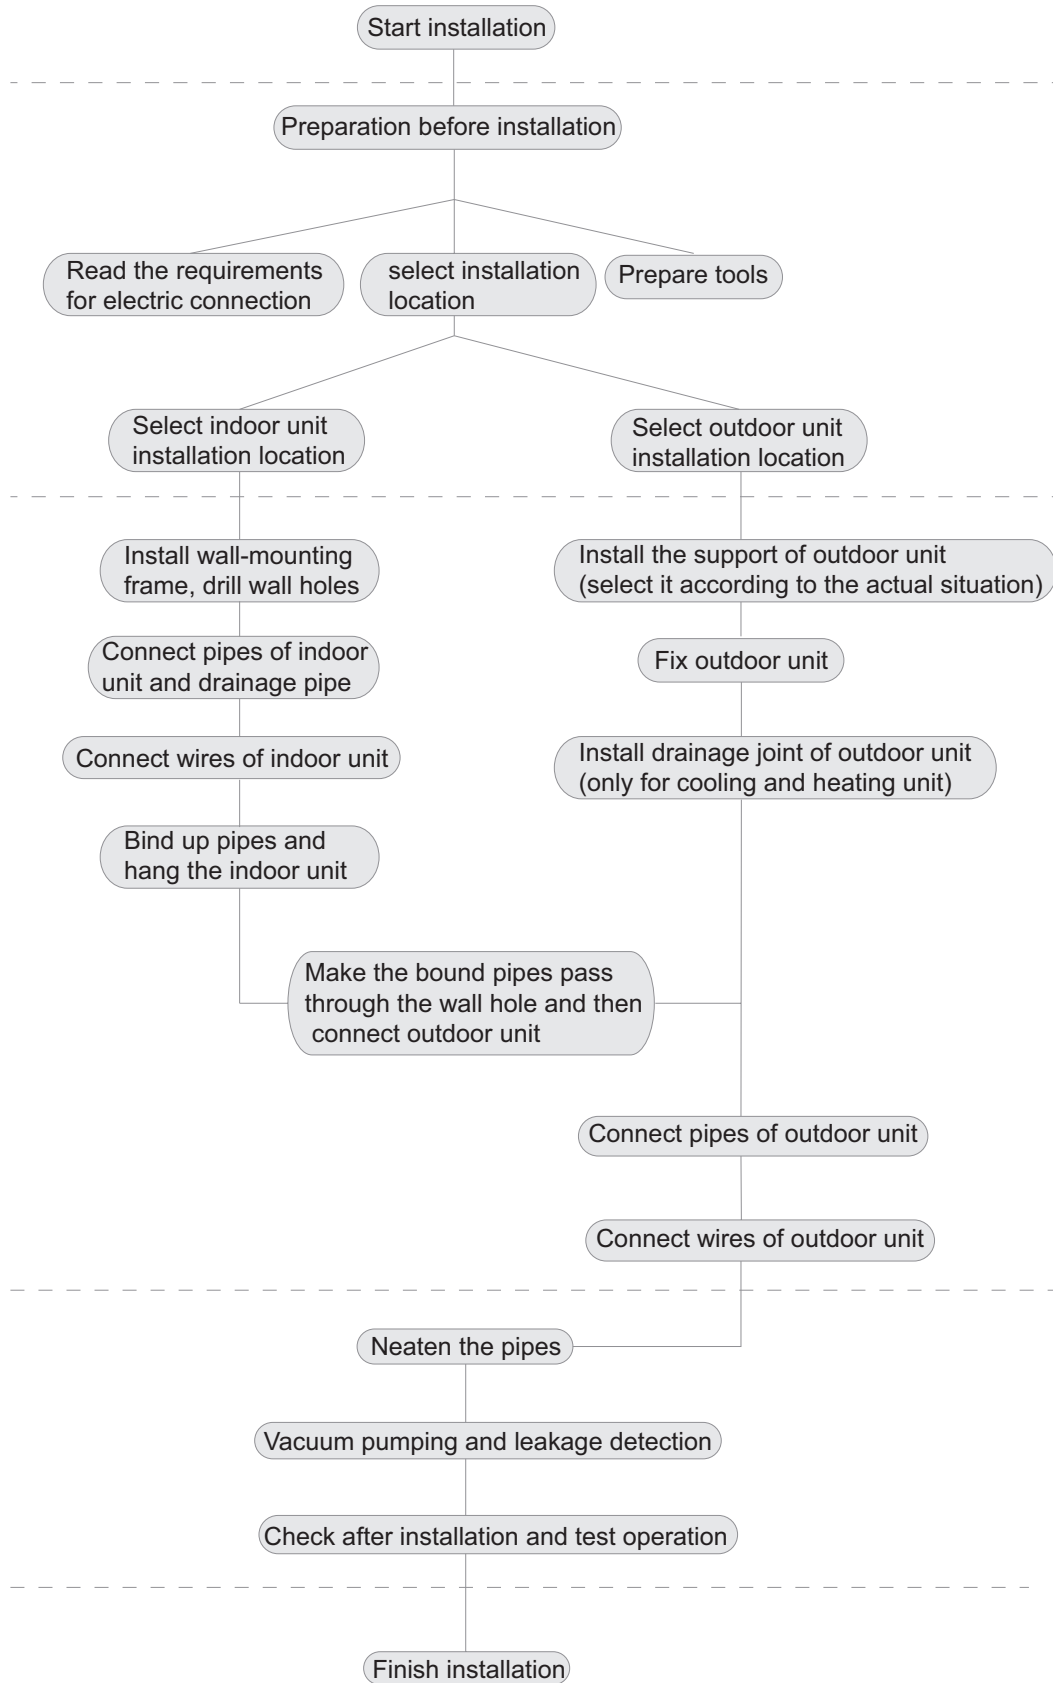 Start installation
Preparation before installation
Read the requirements
for electric connection
select installation
location
Prepare tools
Select indoor unit
installation location
Select outdoor unit
installation location
Install wall-mounting
frame, drill wall holes
Install the support of outdoor unit
(select it according to the actual situation)
Connect pipes of indoor
unit and drainage pipe
Fix outdoor unit
Connect wires of indoor unit
Install drainage joint of outdoor unit
(only for cooling and heating unit)
Bind up pipes and
hang the indoor unit
Make the bound pipes pass
through the wall hole and then
connect outdoor unit
Connect pipes of outdoor unit
Connect wires of outdoor unit
Neaten the pipes
Vacuum pumping and leakage detection
Check after installation and test operation
Finish installation